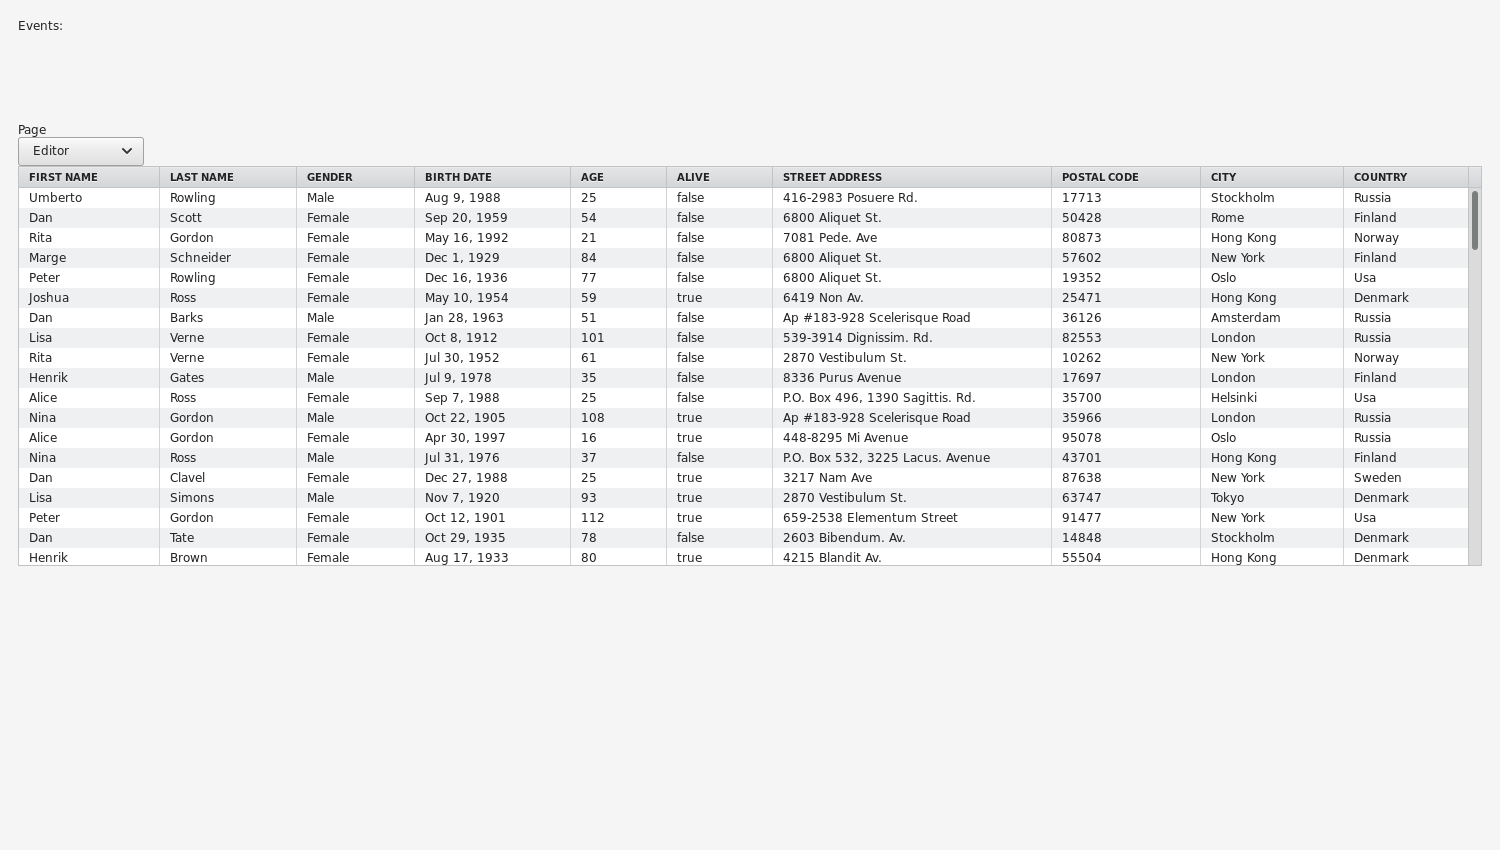 Events:
Page
Editor
FIRST NAME LAST NAME GENDER BIRTH DATE AGE ALIVE STREET ADDRESS POSTAL CODE CITY COUNTRY
Umberto Rowling Male Aug 9, 1988 25 false 416-2983 Posuere Rd. 17713 Stockholm Russia
Dan Scott Female Sep 20, 1959 54 false 6800 Aliquet St. 50428 Rome Finland
Rita Gordon Female May 16, 1992 21 false 7081 Pede. Ave 80873 Hong Kong Norway
Marge Schneider Female Dec 1, 1929 84 false 6800 Aliquet St. 57602 New York Finland
Peter Rowling Female Dec 16, 1936 77 false 6800 Aliquet St. 19352 Oslo Usa
Joshua Ross Female May 10, 1954 59 true 6419 Non Av. 25471 Hong Kong Denmark
Dan Barks Male Jan 28, 1963 51 false Ap #183-928 Scelerisque Road 36126 Amsterdam Russia
Lisa Verne Female Oct 8, 1912 101 false 539-3914 Dignissim. Rd. 82553 London Russia
Rita Verne Female Jul 30, 1952 61 false 2870 Vestibulum St. 10262 New York Norway
Henrik Gates Male Jul 9, 1978 35 false 8336 Purus Avenue 17697 London Finland
Alice Ross Female Sep 7, 1988 25 false P.O. Box 496, 1390 Sagittis. Rd. 35700 Helsinki Usa
Nina Gordon Male Oct 22, 1905 108 true Ap #183-928 Scelerisque Road 35966 London Russia
Alice Gordon Female Apr 30, 1997 16 true 448-8295 Mi Avenue 95078 Oslo Russia
Nina Ross Male Jul 31, 1976 37 false P.O. Box 532, 3225 Lacus. Avenue 43701 Hong Kong Finland
Dan Clavel Female Dec 27, 1988 25 true 3217 Nam Ave 87638 New York Sweden
Lisa Simons Male Nov 7, 1920 93 true 2870 Vestibulum St. 63747 Tokyo Denmark
Peter Gordon Female Oct 12, 1901 112 true 659-2538 Elementum Street 91477 New York Usa
Dan Tate Female Oct 29, 1935 78 false 2603 Bibendum. Av. 14848 Stockholm Denmark
Henrik Brown Female Aug 17, 1933 80 true 4215 Blandit Av. 55504 Hong Kong Denmark